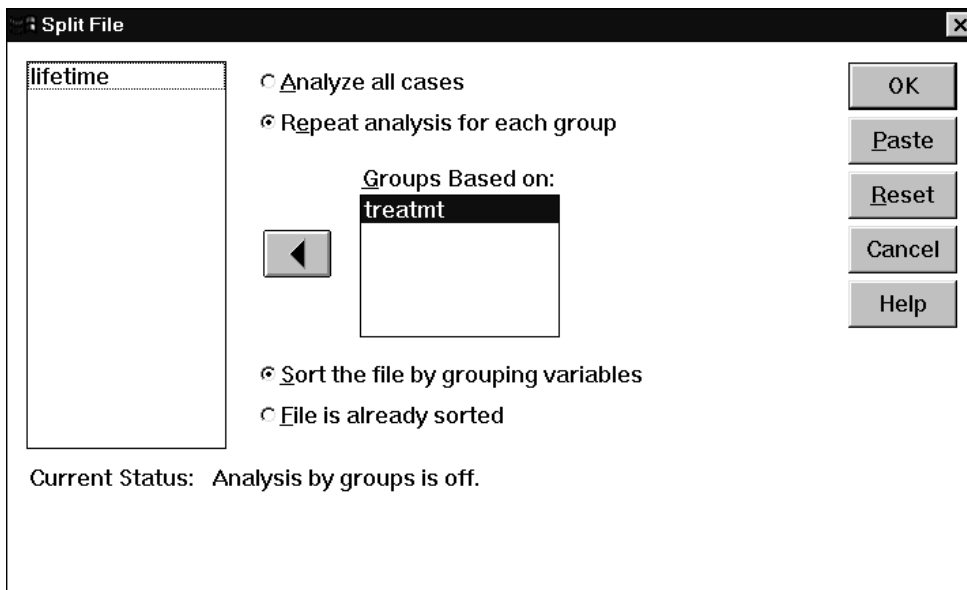 Split File
lifetime
Analyze all cases
Repeat analysis for each group
Groups Based on:
treatmt
Sort the file by grouping variables
File is already sorted
OK
Paste
Reset
Cancel
Help
Current Status: Analysis by groups is off.